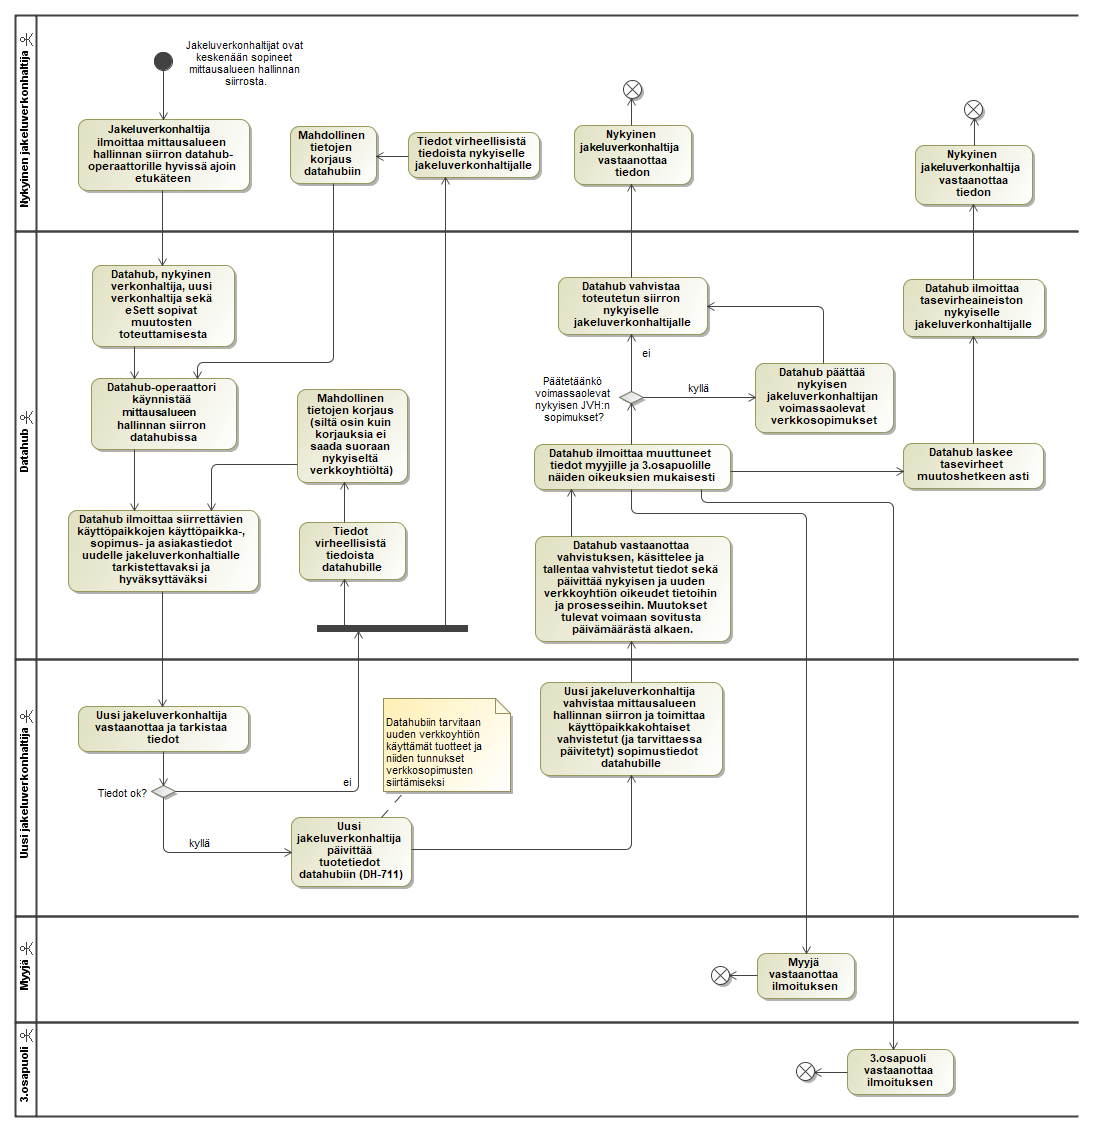 Nykyinen jakeluverkonhaltija
Jakeluverkonhaltijat ovat
keskenään sopineet
mittausalueen hallinnan
siirrosta.
Jakeluverkonhaltija
ilmoittaa mittausalueen
hallinnan siirron datahub-
operaattorille hyvissä ajoin
etukäteen
Mahdollinen
tietojen
korjaus
datahubiin
Tiedot virheellisistä
tiedoista nykyiselle
jakeluverkonhaltijalle
Nykyinen
jakeluverkonhaltija
vastaanottaa
tiedon
Nykyinen
jakeluverkonhaltija
vastaanottaa
tiedon
Datahub
Datahub, nykyinen
verkonhaltija, uusi
verkonhaltija sekä
eSett sopivat
muutosten
toteuttamisesta
Datahub-operaattori
käynnistää
mittausalueen
hallinnan siirron
datahubissa
Mahdollinen
tietojen korjaus
(siltä osin kuin
korjauksia ei
saada suoraan
nykyiseltä
verkkoyhtiöltä)
Datahub ilmoittaa siirrettävien
käyttöpaikkojen käyttöpaikka-,
sopimus- ja asiakastiedot
uudelle jakeluverkonhaltialle
tarkistettavaksi ja
hyväksyttäväksi
Tiedot
virheellisistä
tiedoista
datahubille
Datahub vahvistaa
toteutetun siirron
nykyiselle
jakeluverkonhaltijalle
Datahub ilmoittaa
tasevirheaineiston
nykyiselle
jakeluverkonhaltijalle
ei
Päätetäänkö
voimassaolevat
nykyisen JVH:n
sopimukset?
kyllä
Datahub päättää
nykyisen
jakeluverkonhaltijan
voimassaolevat
verkkosopimukset
Datahub ilmoittaa muuttuneet
tiedot myyjille ja 3.osapuolille
näiden oikeuksien mukaisesti
Datahub laskee
tasevirheet
muutoshetkeen asti
Datahub vastaanottaa
vahvistuksen, käsittelee ja
tallentaa vahvistetut tiedot sekä
päivittää nykyisen ja uuden
verkkoyhtiön oikeudet tietoihin
ja prosesseihin. Muutokset
tulevat voimaan sovitusta
päivämäärästä alkaen.
Uusi jakeluverkonhaltija
Uusi jakeluverkonhaltija
vastaanottaa ja tarkistaa
tiedot
Tiedot ok?
ei
kyllä
Datahubiin tarvitaan
uuden verkkoyhtiön
käyttämät tuotteet ja
niiden tunnukset
verkkosopimusten
siirtämiseksi
Uusi
jakeluverkonhaltija
päivittää
tuotetiedot
datahubiin (DH-711)
Uusi jakeluverkonhaltija
vahvistaa mittausalueen
hallinnan siirron ja toimittaa
käyttöpaikkakohtaiset
vahvistetut (ja tarvittaessa
päivitetyt) sopimustiedot
datahubille
Myyjä
Myyjä
vastaanottaa
ilmoituksen
3.osapuoli
3.osapuoli
vastaanottaa
ilmoituksen